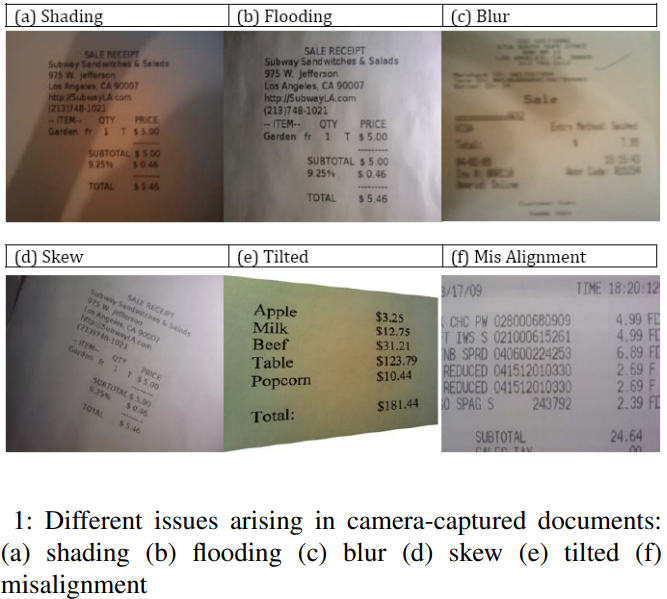 (a) Shading
(b) Flooding
(c) Blur
SALE RECEIPT
Subway Sandwitches & Salads
975 W. Jefferson
Los Angeles, CA 90007
http://SubwayLA.com
(213)748-1021
-- ITEM-- QTY PRICE
Garden fr 1 T $ 5.00
SUBTOTAL $ 5.00
9.25% $ 0.46
TOTAL $ 5.46
SALE RECEIPT
Subway Sandwitches & Salads
975 W. Jefferson
Los Angeles, CA 90007
http://SubwayLA.com
(213)748-1021
-- ITEM-- QTY PRICE
Garden fr 1 T $ 5.00
SUBTOTAL $ 5.00
9.25% $ 0.46
TOTAL $ 5.46
Sale
VISA
Total: $ 7.99
(d) Skew
(e) Tilted
(f) Mis Alignment
SALE RECEIPT
Subway Sandwitches & Salads
975 W. Jefferson
Los Angeles, CA 90007
http://SubwayLA.com
(213)748-1021
-- ITEM-- QTY PRICE
Garden fr 1 T $ 5.00
SUBTOTAL $ 5.00
9.25% $ 0.46
TOTAL $ 5.46
Apple $3.25
Milk $12.75
Beef $31.21
Table $123.79
Popcorn $10.44
Total: $181.44
/17/09 TIME 18:20:12
CHC PW 028000680909 4.99 FD
T IWS S 021000615261 4.99 FD
NB SPRD 040600224253 6.89 FD
REDUCED 041512010330 2.69 F
REDUCED 041512010330 2.69 F
O SPAG S 243792 2.39 FD
SUBTOTAL 24.64
SALES TAX .00
1: Different issues arising in camera-captured documents:
(a) shading (b) flooding (c) blur (d) skew (e) tilted (f)
misalignment